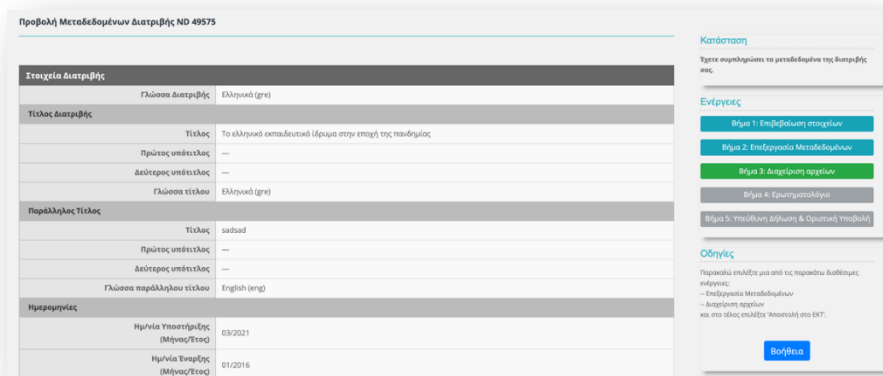 Προβολή Μεταδεδομένων Διατριβής ND 49575
Στοιχεία Διατριβής
Γλώσσα Διατριβής Ελληνικά (gre)
Τίτλος Διατριβής
Τίτλος Το ελληνικό εκπαιδευτικό ίδρυμα στην εποχή της πανδημίας
Πρώτος υπότιτλος —
Δεύτερος υπότιτλος —
Γλώσσα τίτλου Ελληνικά (gre)
Παράλληλος Τίτλος
Τίτλος sadsad
Πρώτος υπότιτλος —
Δεύτερος υπότιτλος —
Γλώσσα παράλληλου τίτλου English (eng)
Ημερομηνίες
Ημ/νία Υποστήριξης
(Μήνας/Έτος) 03/2021
Ημ/νία Έναρξης
(Μήνας/Έτος) 01/2016
Κατάσταση
Έχετε συμπληρώσει τα μεταδεδομένα της διατριβής
σας.
Ενέργειες
Βήμα 1: Επιβεβαίωση στοιχείων
Βήμα 2: Επεξεργασία Μεταδεδομένων
Βήμα 3: Διαχείριση αρχείων
Βήμα 4: Ερωτηματολόγιο
Βήμα 5: Υπεύθυνη Δήλωση & Οριστική Υποβολή
Οδηγίες
Παρακαλώ επιλέξτε μια από τις παρακάτω διαθέσιμες
ενέργειες:
-- Επεξεργασία Μεταδεδομένων
-- Διαχείριση αρχείων
και στο τέλος επιλέξτε 'Αποστολή στο ΕΚΤ'.
Βοήθεια